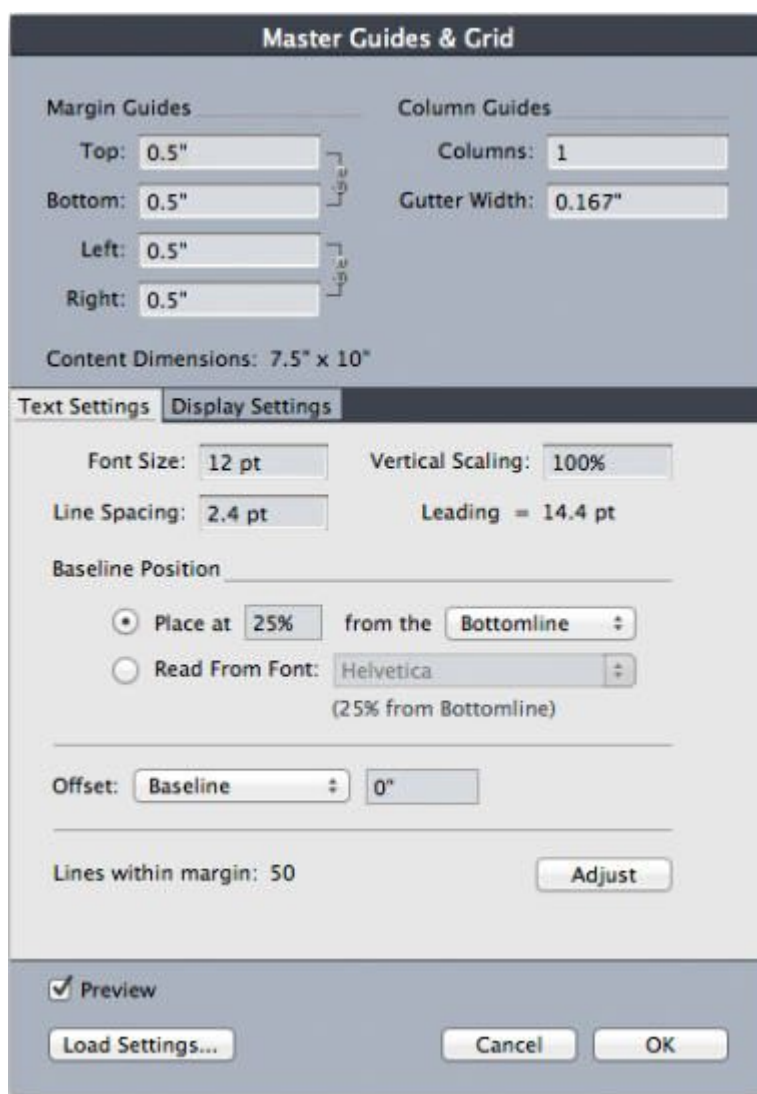 Master Guides & Grid
Margin Guides
Column Guides
Top: 0.5"
Columns: 1
Bottom: 0.5"
Gutter Width: 0.167"
Left: 0.5"
Right: 0.5"
Content Dimensions: 7.5" x 10"
Text Settings Display Settings
Font Size: 12 pt Vertical Scaling: 100%
Line Spacing: 2.4 pt Leading = 14.4 pt
Baseline Position
Place at 25% from the Bottomline
Read From Font: Helvetica
(25% from Bottomline)
Offset: Baseline 0"
Lines within margin: 50 Adjust
Preview
Load Settings... Cancel OK